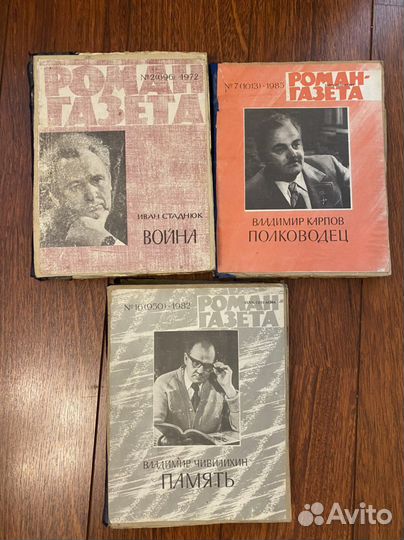 РОМАН
ГАЗЕТА
№2(696)-1972
ИВАН СТАДНЮК
ВОЙНА
№7(1013)-1985
РОМАН-
ГАЗЕТА
ВЛАДИМИР КАРПОВ
ПОЛКОВОДЕЦ
№16(950)-1982
РОМАН
ГАЗЕТА
ВЛАДИМИР ЧИВИЛИХИН
ПАМЯТЬ
Avito